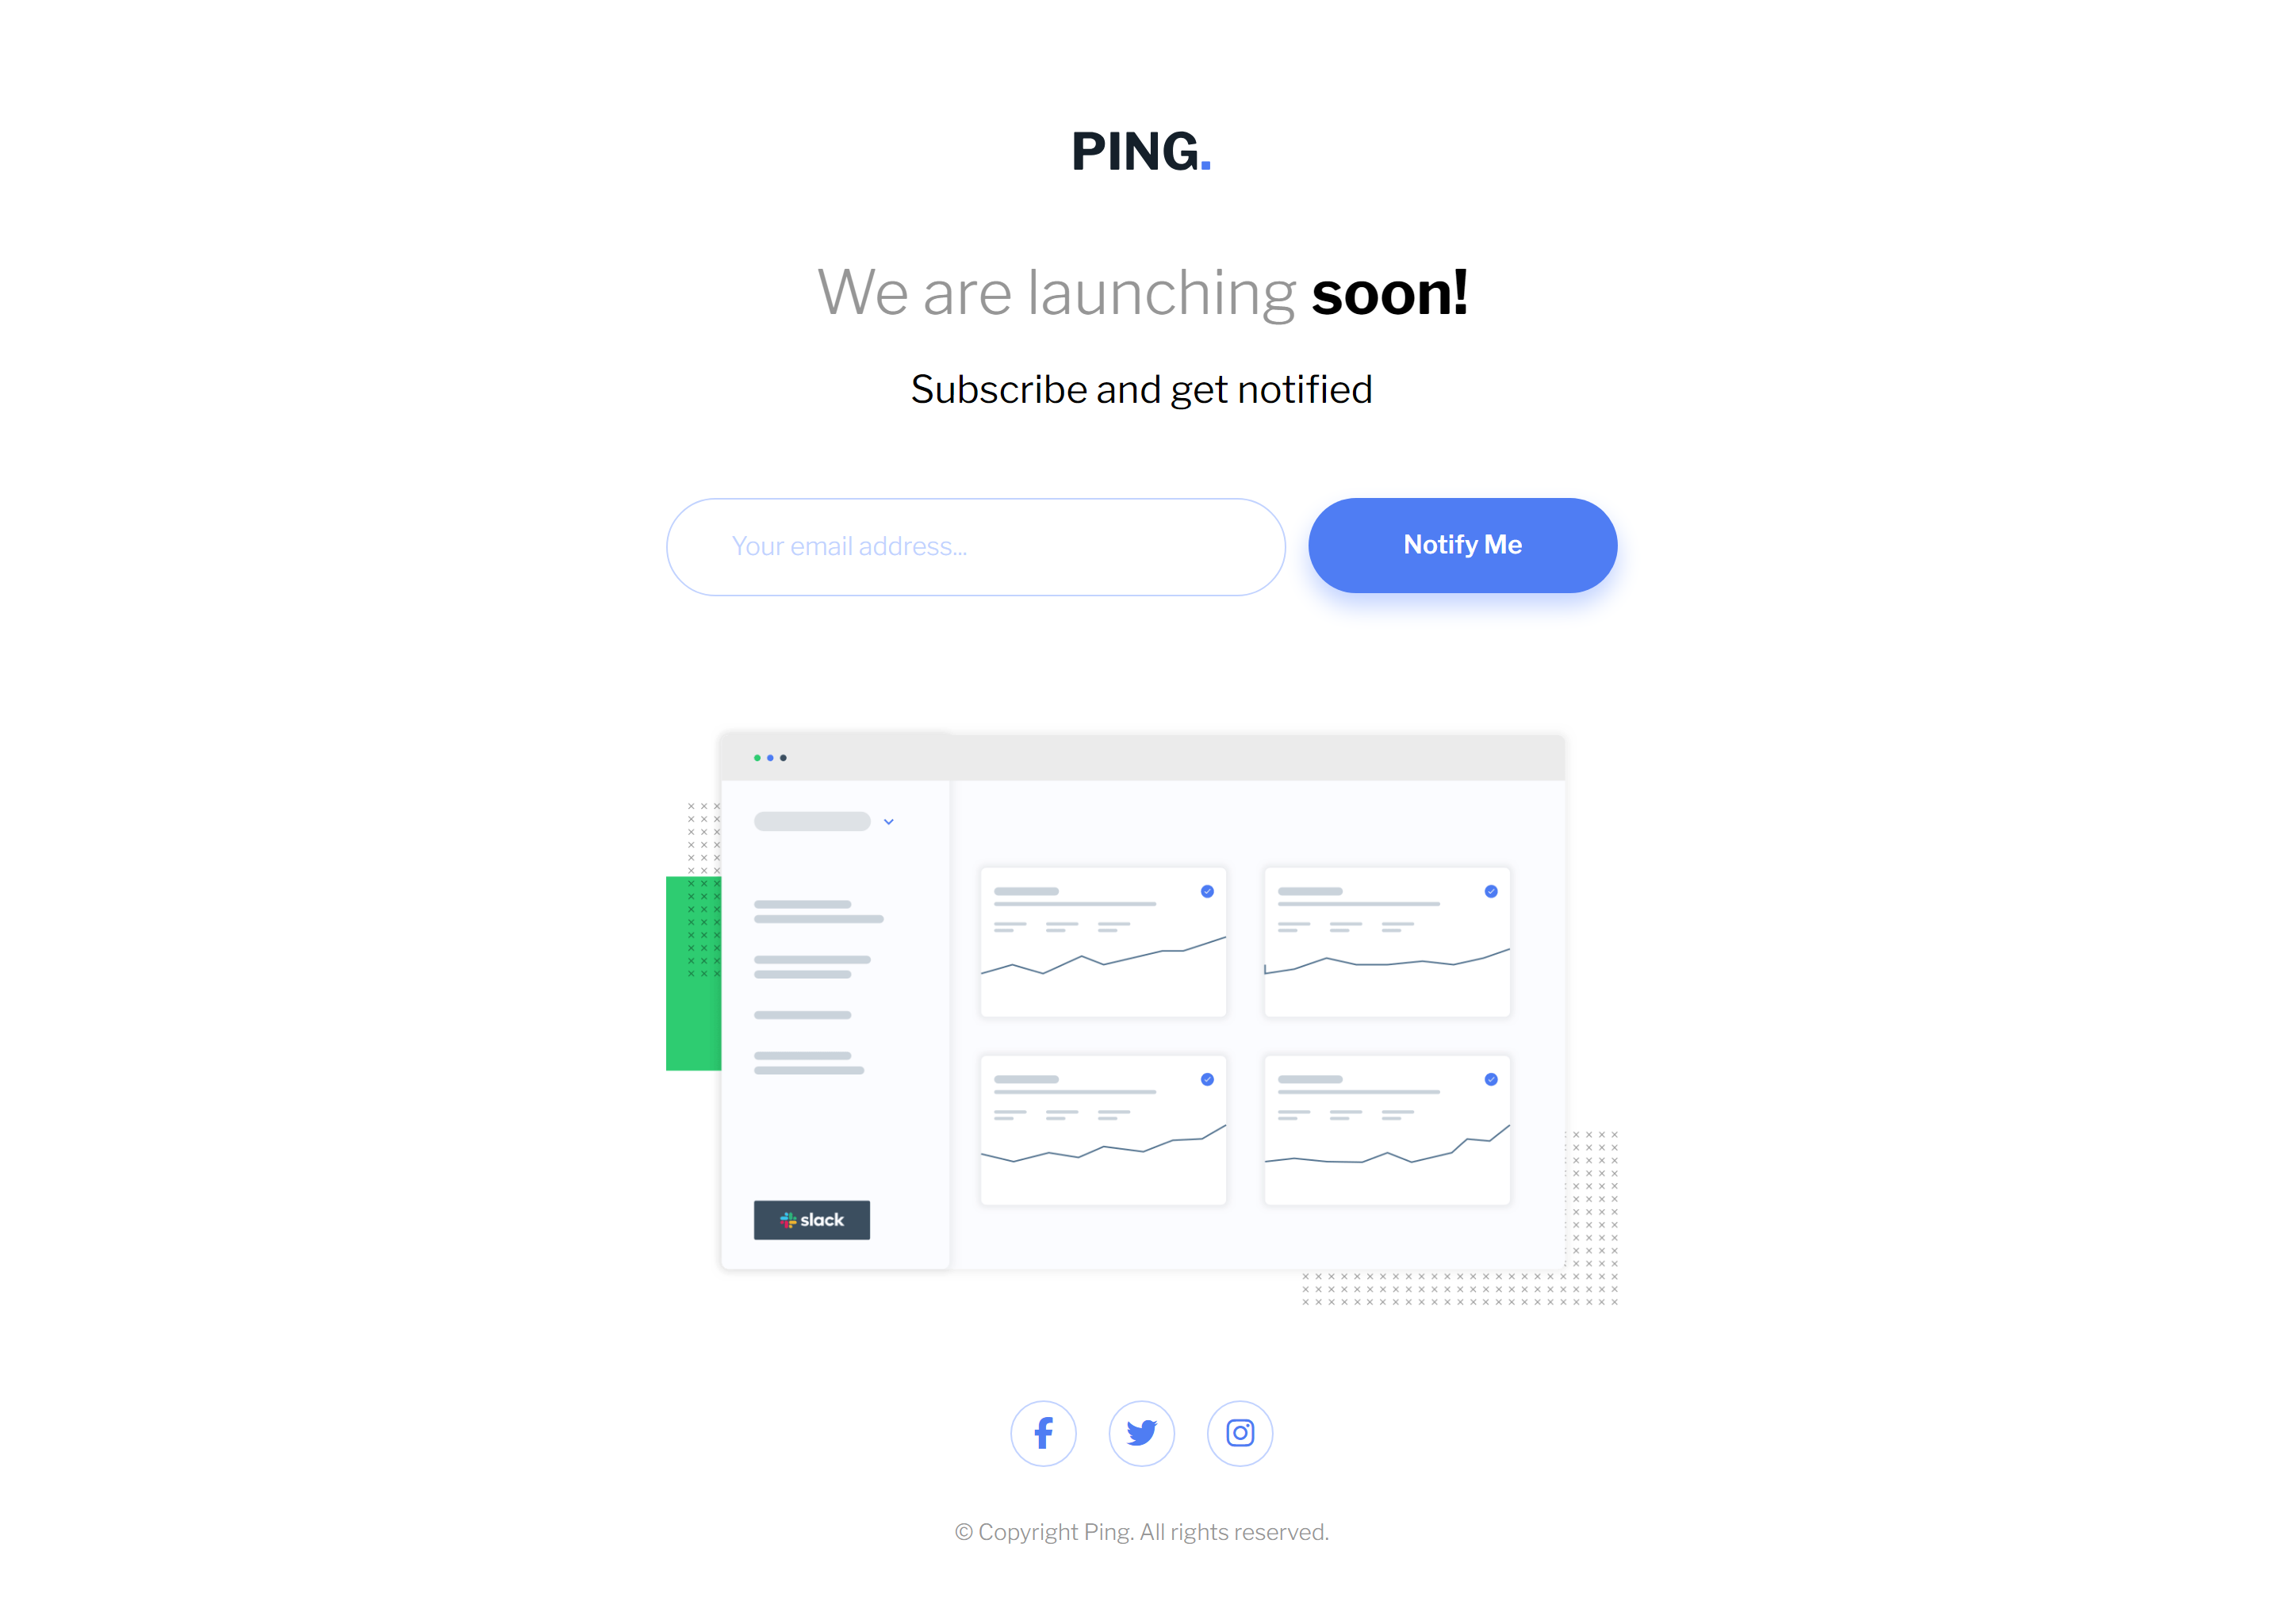 PING.
We are launching soon!
Subscribe and get notified
Your email address...
Notify Me
slack
© Copyright Ping. All rights reserved.